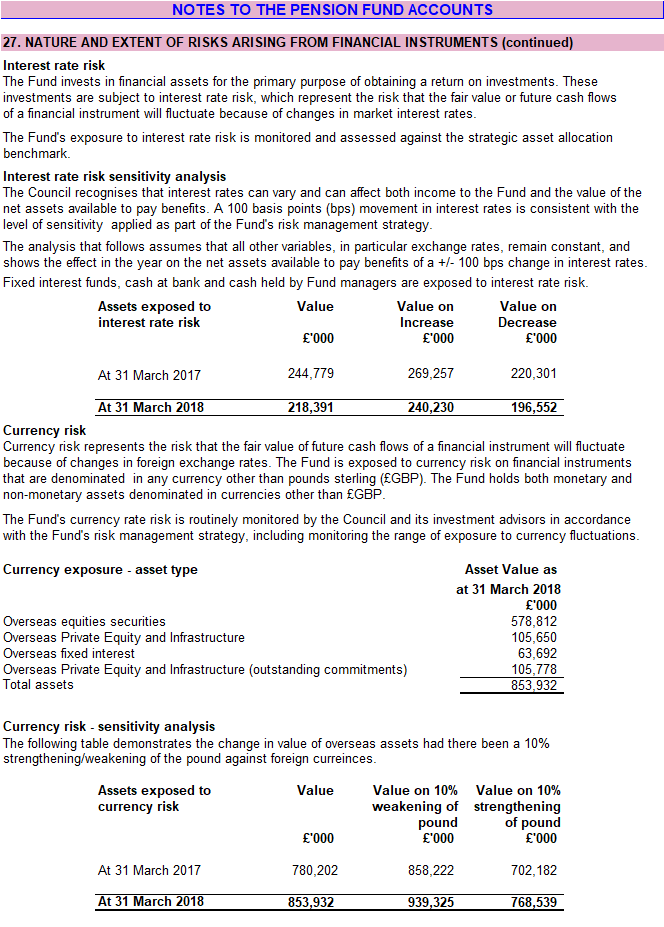 NOTES TO THE PENSION FUND ACCOUNTS
27. NATURE AND EXTENT OF RISKS ARISING FROM FINANCIAL INSTRUMENTS (continued)
Interest rate risk
The Fund invests in financial assets for the primary purpose of obtaining a return on investments. These
investments are subject to interest rate risk, which represent the risk that the fair value or future cash flows
of a financial instrument will fluctuate because of changes in market interest rates.
The Fund's exposure to interest rate risk is monitored and assessed against the strategic asset allocation
benchmark.
Interest rate risk sensitivity analysis
The Council recognises that interest rates can vary and can affect both income to the Fund and the value of the
net assets available to pay benefits. A 100 basis points (bps) movement in interest rates is consistent with the
level of sensitivity applied as part of the Fund's risk management strategy.
The analysis that follows assumes that all other variables, in particular exchange rates, remain constant, and
shows the effect in the year on the net assets available to pay benefits of a +/- 100 bps change in interest rates.
Fixed interest funds, cash at bank and cash held by Fund managers are exposed to interest rate risk.
Assets exposed to Value Value on Value on
interest rate risk Increase Decrease
£'000 £'000 £'000
At 31 March 2017 244,779 269,257 220,301
At 31 March 2018 218,391 240,230 196,552
Currency risk
Currency risk represents the risk that the fair value of future cash flows of a financial instrument will fluctuate
because of changes in foreign exchange rates. The Fund is exposed to currency risk on financial instruments
that are denominated in any currency other than pounds sterling (£GBP). The Fund holds both monetary and
non-monetary assets denominated in currencies other than £GBP.
The Fund's currency rate risk is routinely monitored by the Council and its investment advisors in accordance
with the Fund's risk management strategy, including monitoring the range of exposure to currency fluctuations.
Currency exposure - asset type Asset Value as
at 31 March 2018
£'000
Overseas equities securities 578,812
Overseas Private Equity and Infrastructure 105,650
Overseas fixed interest 63,692
Overseas Private Equity and Infrastructure (outstanding commitments) 105,778
Total assets 853,932
Currency risk - sensitivity analysis
The following table demonstrates the change in value of overseas assets had there been a 10%
strengthening/weakening of the pound against foreign curreinces.
Assets exposed to Value Value on 10% Value on 10%
currency risk weakening of strengthening
pound of pound
£'000 £'000 £'000
At 31 March 2017 780,202 858,222 702,182
At 31 March 2018 853,932 939,325 768,539